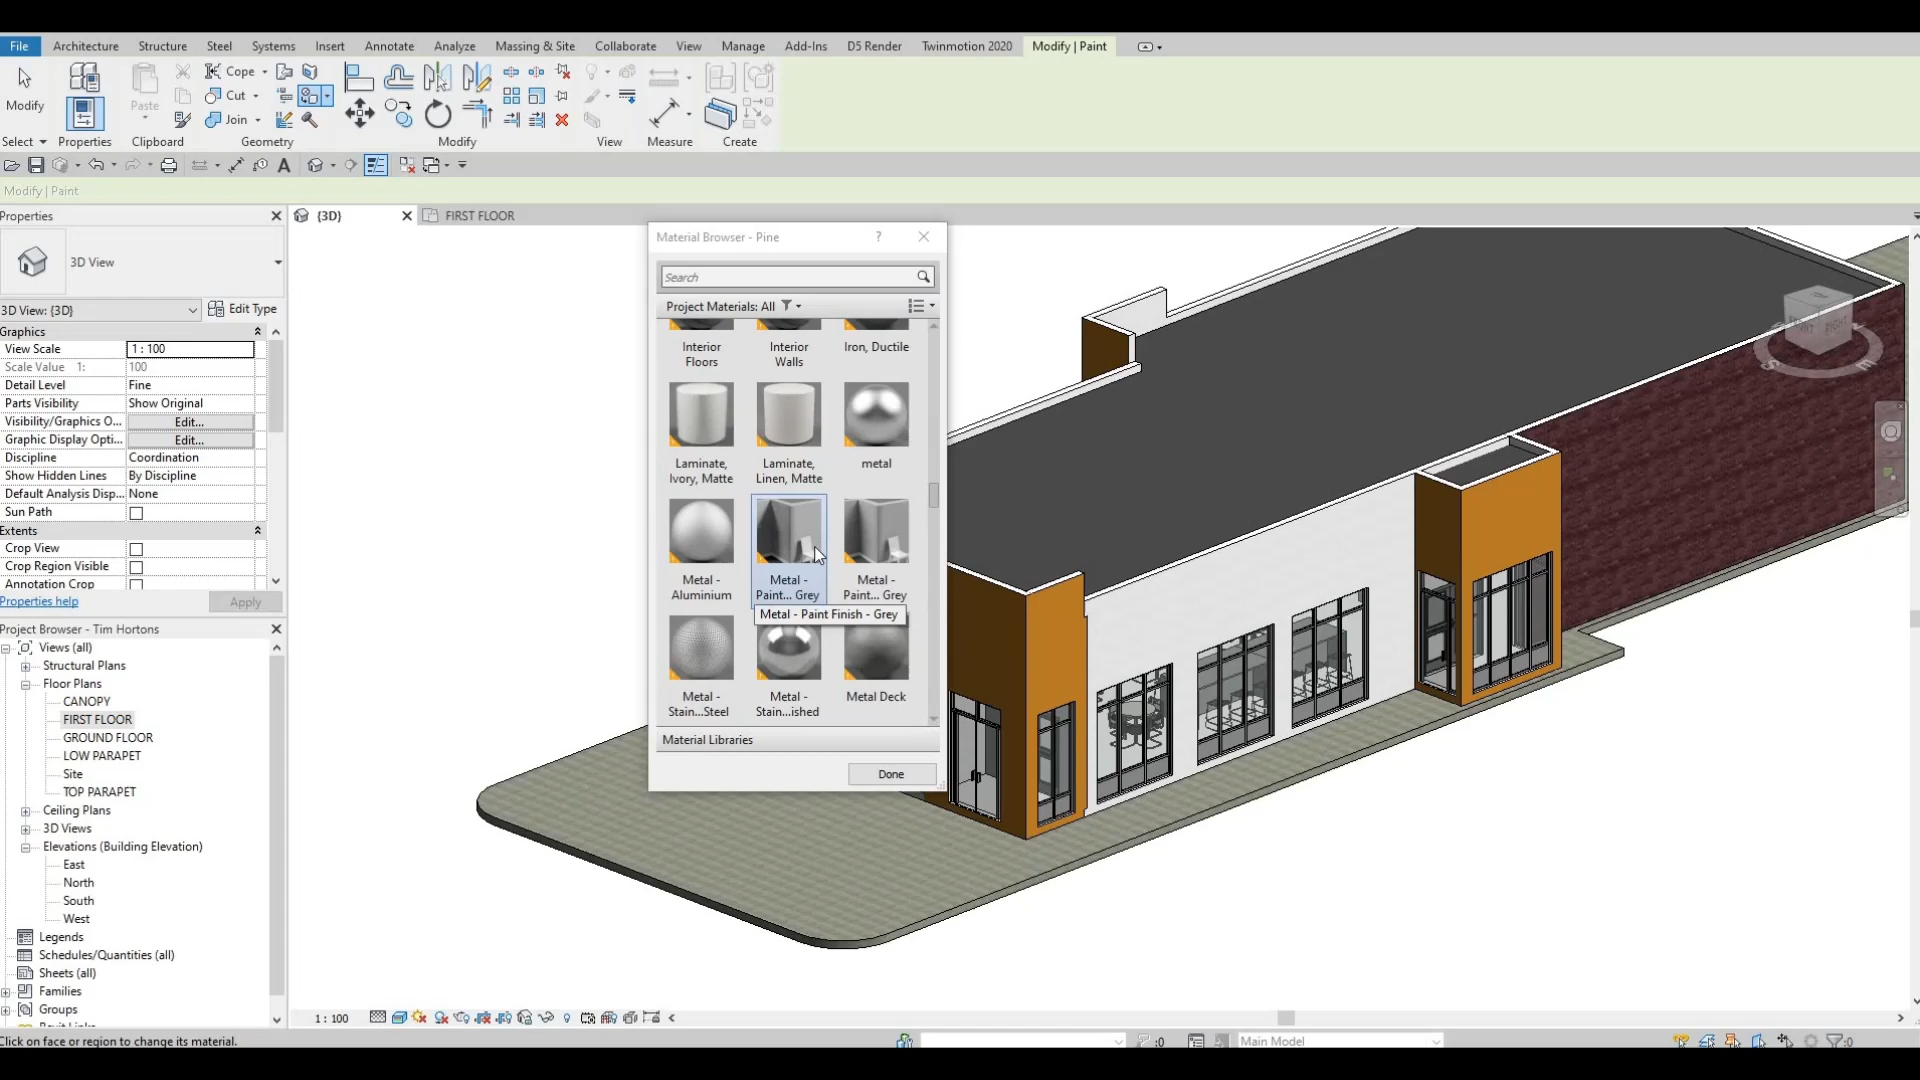 File Architecture Structure Steel Systems Insert Annotate Analyze Massing & Site Collaborate View Manage Add-Ins D5 Render Twinmotion 2020 Modify | Paint
Cope
Modify Paste Cut
Join
Select Properties Clipboard Geometry Modify View Measure Create
Modify | Paint
Properties
{3D}
FIRST FLOOR
3D View
3D View: {3D}
Edit Type
Graphics
View Scale 1 : 100
Scale Value 1: 100
Detail Level Fine
Parts Visibility Show Original
Visibility/Graphics O... Edit...
Graphic Display Opti... Edit...
Discipline Coordination
Show Hidden Lines By Discipline
Default Analysis Disp... None
Sun Path
Extents
Crop View
Crop Region Visible
Annotation Crop
Properties help
Apply
Project Browser - Tim Hortons
Views (all)
Structural Plans
Floor Plans
CANOPY
FIRST FLOOR
GROUND FLOOR
LOW PARAPET
Site
TOP PARAPET
Ceiling Plans
3D Views
Elevations (Building Elevation)
East
North
South
West
Legends
Schedules/Quantities (all)
Sheets (all)
Families
Groups
Material Browser - Pine
?
Search
Project Materials: All
Interior Floors
Interior Walls
Iron, Ductile
Laminate, Ivory, Matte
Laminate, Linen, Matte
metal
Metal - Aluminium
Metal - Paint... Grey
Metal - Paint... Grey
Metal - Paint Finish - Grey
Metal - Stain...Steel
Metal - Stain...ished
Metal Deck
Material Libraries
Done
RIGHT
S
E
1 : 100
Click on face or region to change its material.
:0
Main Model
:0